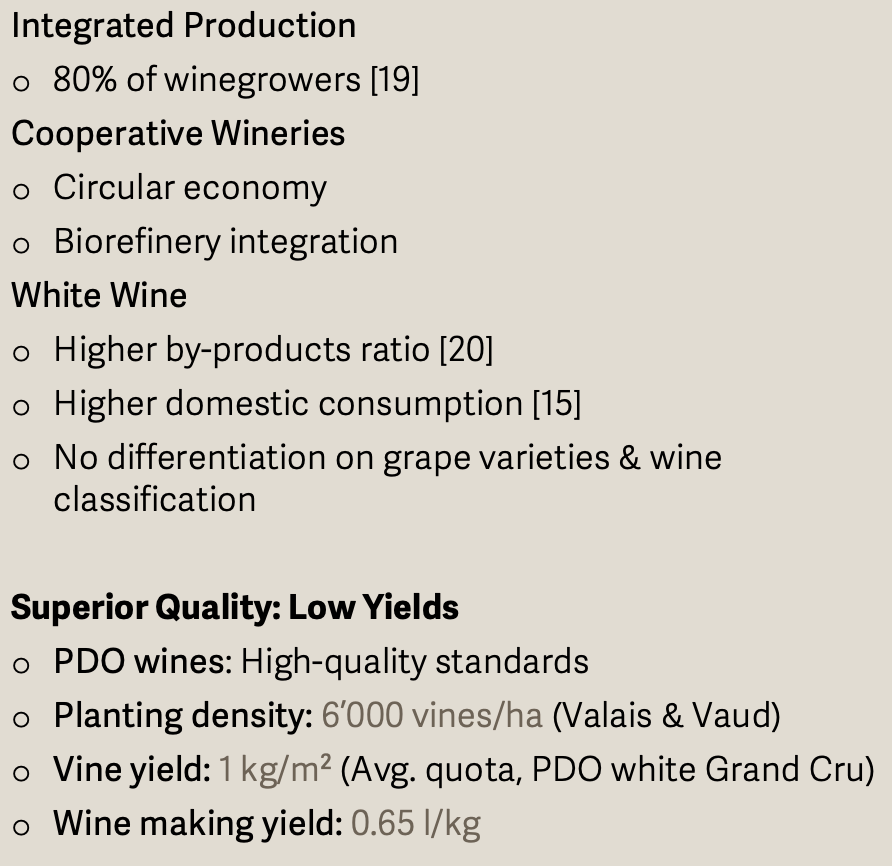 Integrated Production
○ 80% of winegrowers [19]
Cooperative Wineries
○ Circular economy
○ Biorefinery integration
White Wine
○ Higher by-products ratio [20]
○ Higher domestic consumption [15]
○ No differentiation on grape varieties & wine
classification
Superior Quality: Low Yields
○ PDO wines: High-quality standards
○ Planting density: 6’000 vines/ha (Valais & Vaud)
○ Vine yield: 1 kg/m² (Avg. quota, PDO white Grand Cru)
○ Wine making yield: 0.65 l/kg